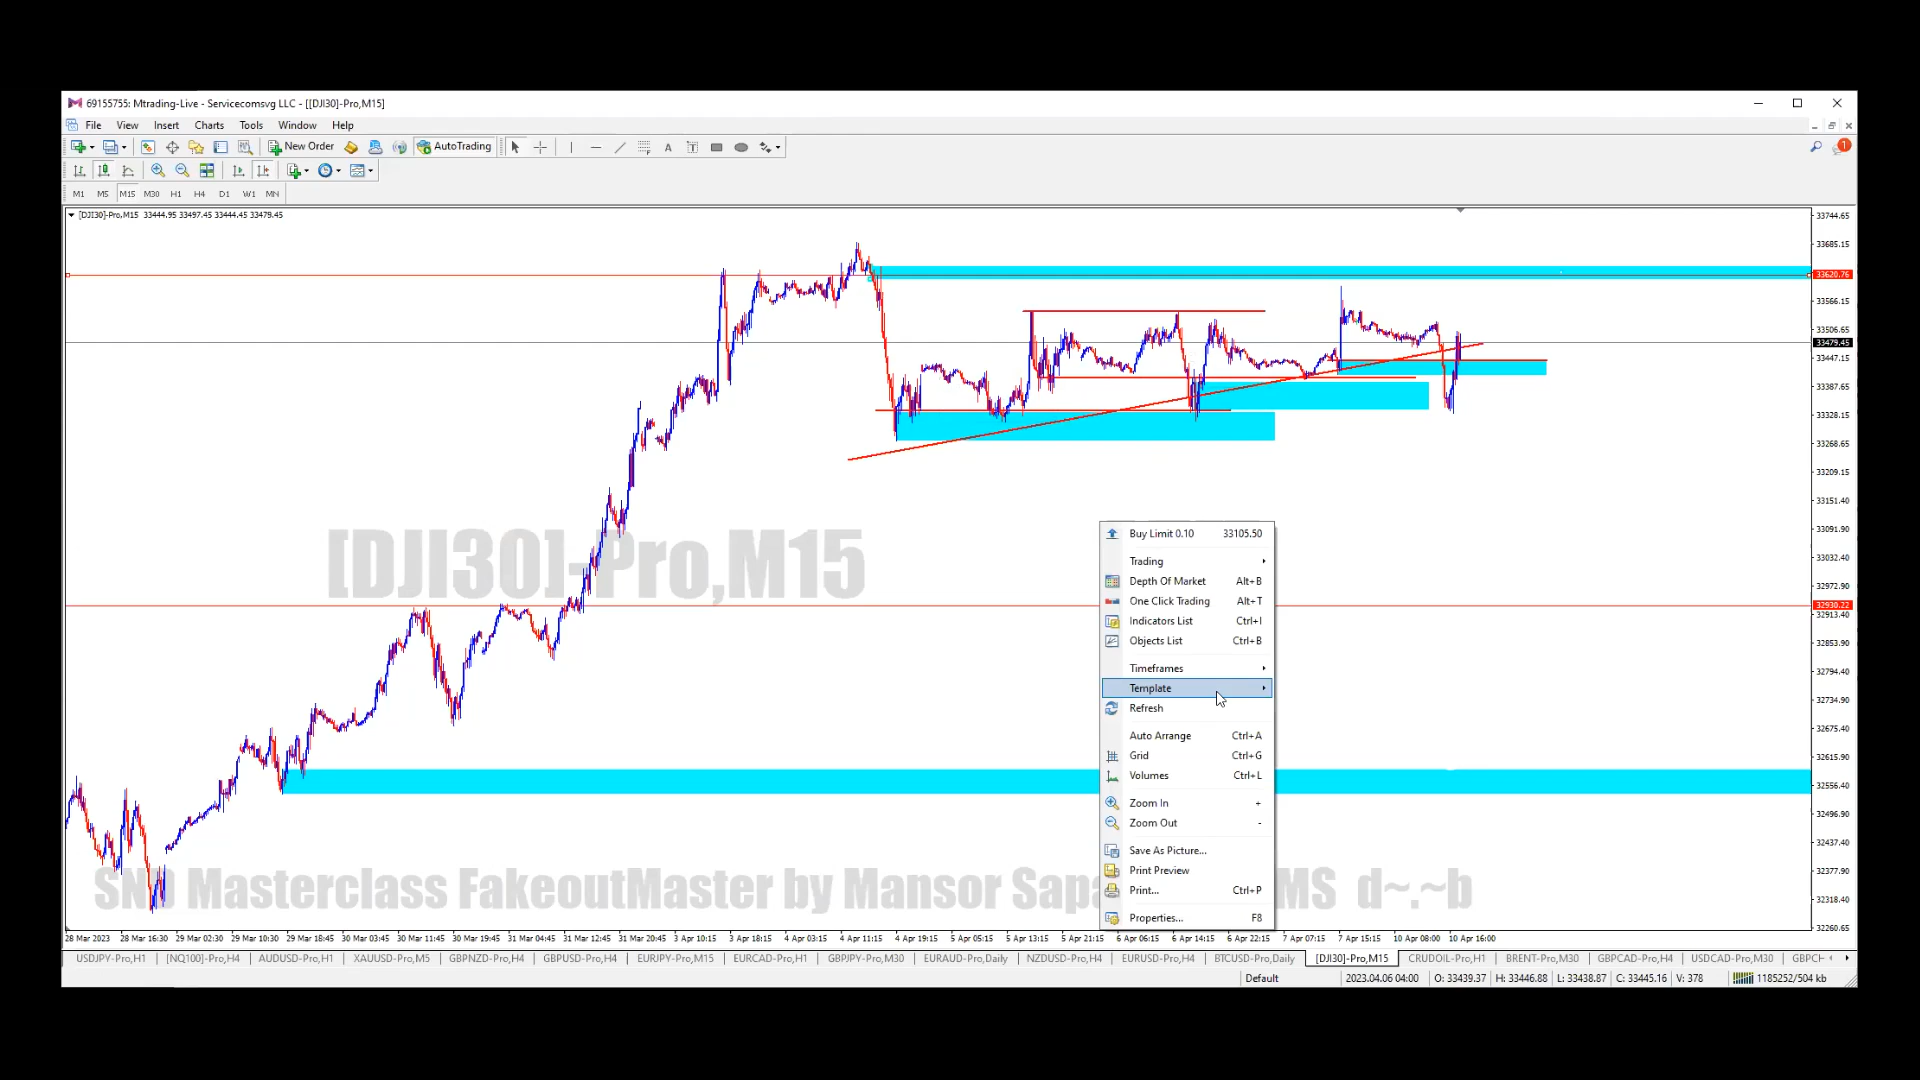 69155755: Mtrading-Live - Servicecomsvg LLC - [[DJI30]-Pro,M15]
File View Insert Charts Tools Window Help
New Order AutoTrading
1
M1 M5 M15 M30 H1 H4 D1 W1 MN
[DJI30]-Pro,M15 33444.95 33497.45 33444.45 33479.45
33744.65
33685.15
33620.76
33566.15
33506.65
33479.45
33447.15
33387.65
33328.15
33268.65
33209.15
33151.40
33091.90
33032.40
32972.90
32930.22
32913.40
32853.90
32794.40
32734.90
32675.40
32615.90
32556.40
32496.90
32437.40
32377.90
32318.40
32260.65
[DJI30]-Pro,M15
Buy Limit 0.10 33105.50
Trading
Depth Of Market Alt+B
One Click Trading Alt+T
Indicators List Ctrl+I
Objects List Ctrl+B
Timeframes
Template
Refresh
Auto Arrange Ctrl+A
Grid Ctrl+G
Volumes Ctrl+L
Zoom In +
Zoom Out -
Save As Picture...
Print Preview
Print... Ctrl+P
Properties... F8
SND Masterclass FakeoutMaster by Mansor Sapa MS d~.~b
28 Mar 2023 28 Mar 16:30 29 Mar 02:30 29 Mar 10:30 29 Mar 18:45 30 Mar 03:45 30 Mar 11:45 30 Mar 19:45 31 Mar 04:45 31 Mar 12:45 31 Mar 20:45 3 Apr 10:15 3 Apr 18:15 4 Apr 03:15 4 Apr 11:15 4 Apr 19:15 5 Apr 05:15 5 Apr 13:15 5 Apr 21:15 6 Apr 06:15 6 Apr 14:15 6 Apr 22:15 7 Apr 07:15 7 Apr 15:15 10 Apr 08:00 10 Apr 16:00
USDJPY-Pro,H1 [NQ100]-Pro,H4 AUDUSD-Pro,H1 XAUUSD-Pro,M5 GBPNZD-Pro,H4 GBPUSD-Pro,H4 EURJPY-Pro,M15 EURCAD-Pro,H1 GBPJPY-Pro,M30 EURAUD-Pro,Daily NZDUSD-Pro,H4 EURUSD-Pro,H4 BTCUSD-Pro,Daily [DJI30]-Pro,M15 CRUDOIL-Pro,H1 BRENT-Pro,M30 GBPCAD-Pro,H4 USDCAD-Pro,M30 GBPCH
Default 2023.04.06 04:00 O: 33439.37 H: 33446.88 L: 33438.87 C: 33445.16 V: 378 1185252/504 kb